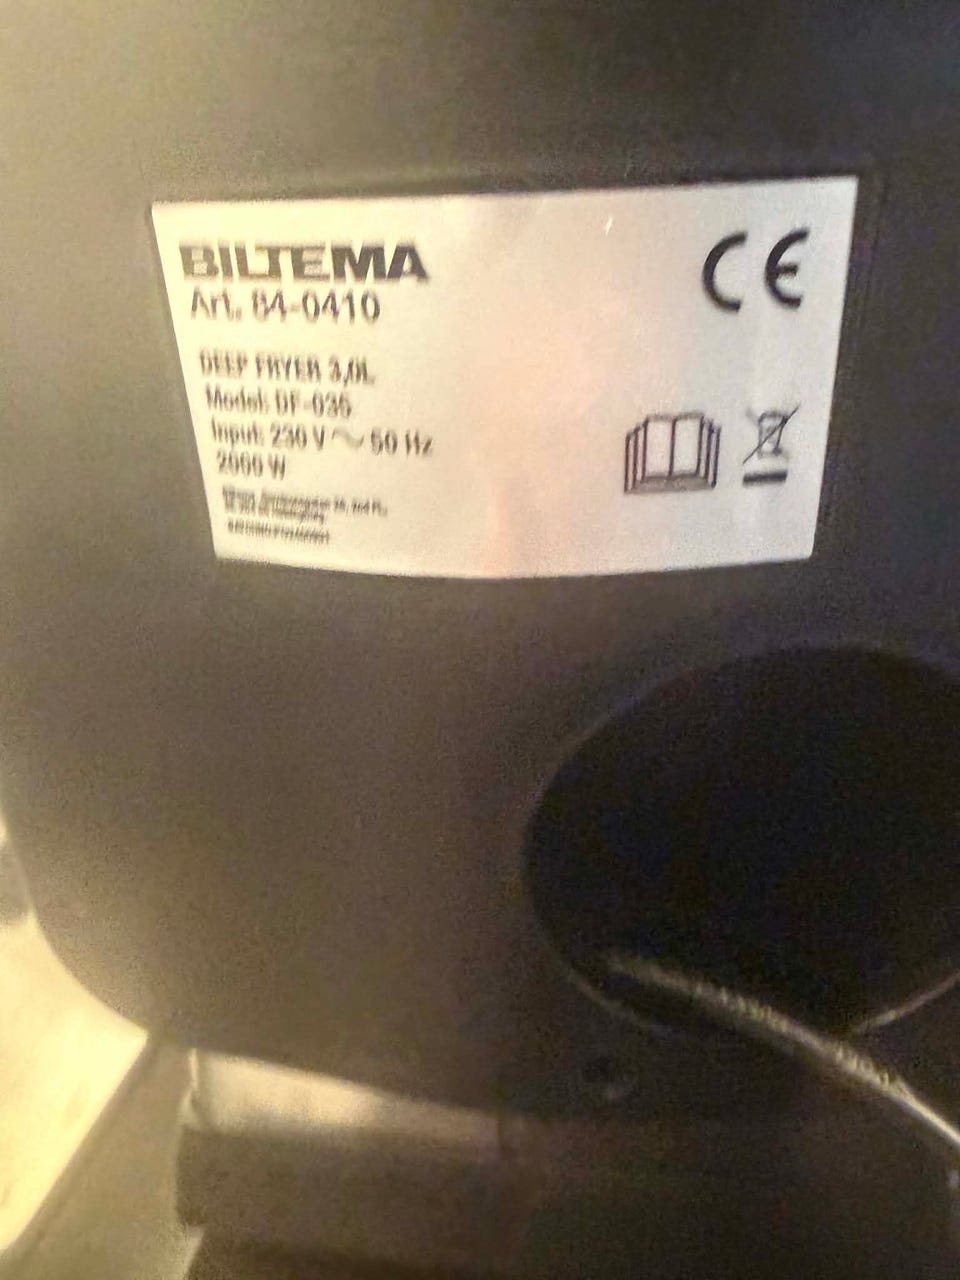 BILTEMA
Art. 84-0410
CE
DEEP FRYER 3,0L
Model: DF-035
Input: 230 V ~ 50 Hz
2000 W